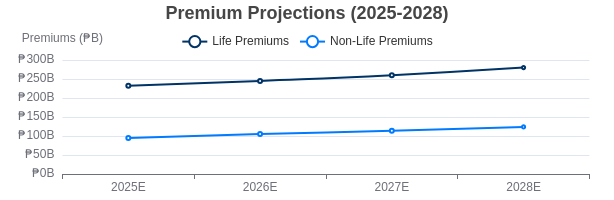 Premium Projections (2025-2028)
Premiums (₱B)
Life Premiums
Non-Life Premiums
₱300B
₱250B
₱200B
₱150B
₱100B
₱50B
₱0B
2025E
2026E
2027E
2028E